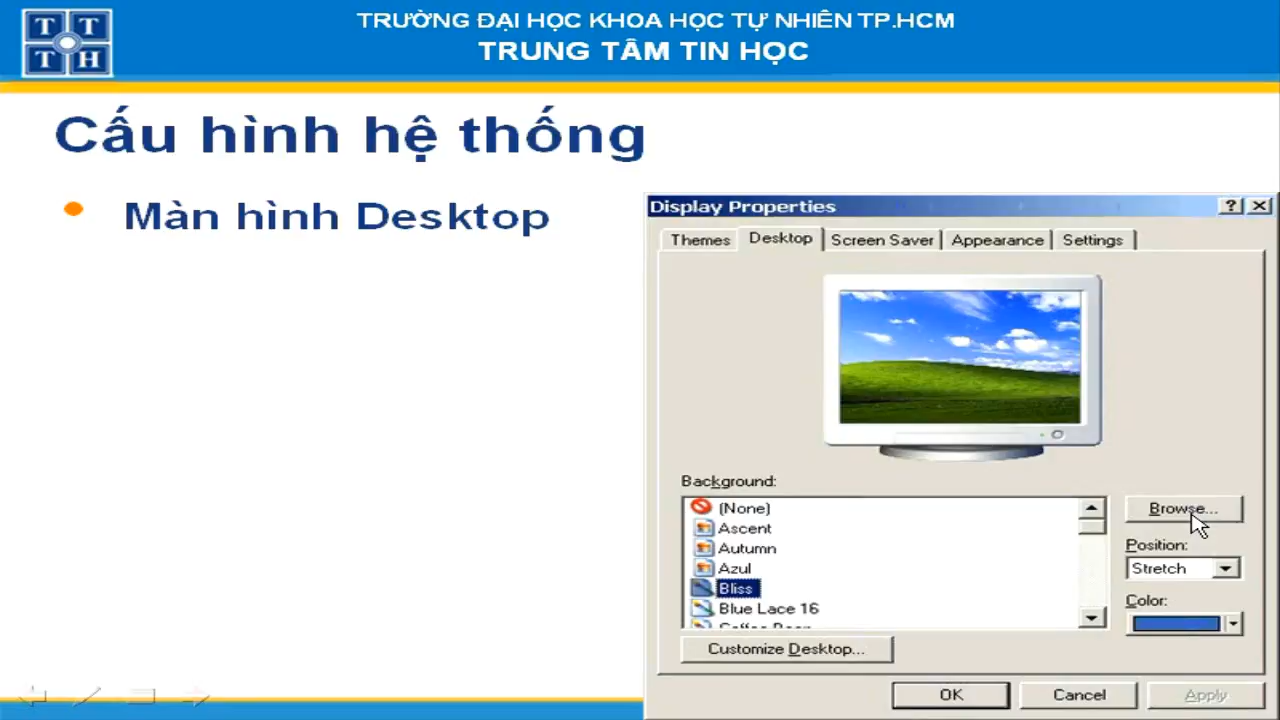 T T
T H
TRƯỜNG ĐẠI HỌC KHOA HỌC TỰ NHIÊN TP.HCM
TRUNG TÂM TIN HỌC
Cấu hình hệ thống
Màn hình Desktop
Display Properties
Themes Desktop Screen Saver Appearance Settings
Background:
(None)
Ascent
Autumn
Azul
Bliss
Blue Lace 16
Coffee Bean
Browse...
Position:
Stretch
Color:
Customize Desktop...
OK Cancel Apply